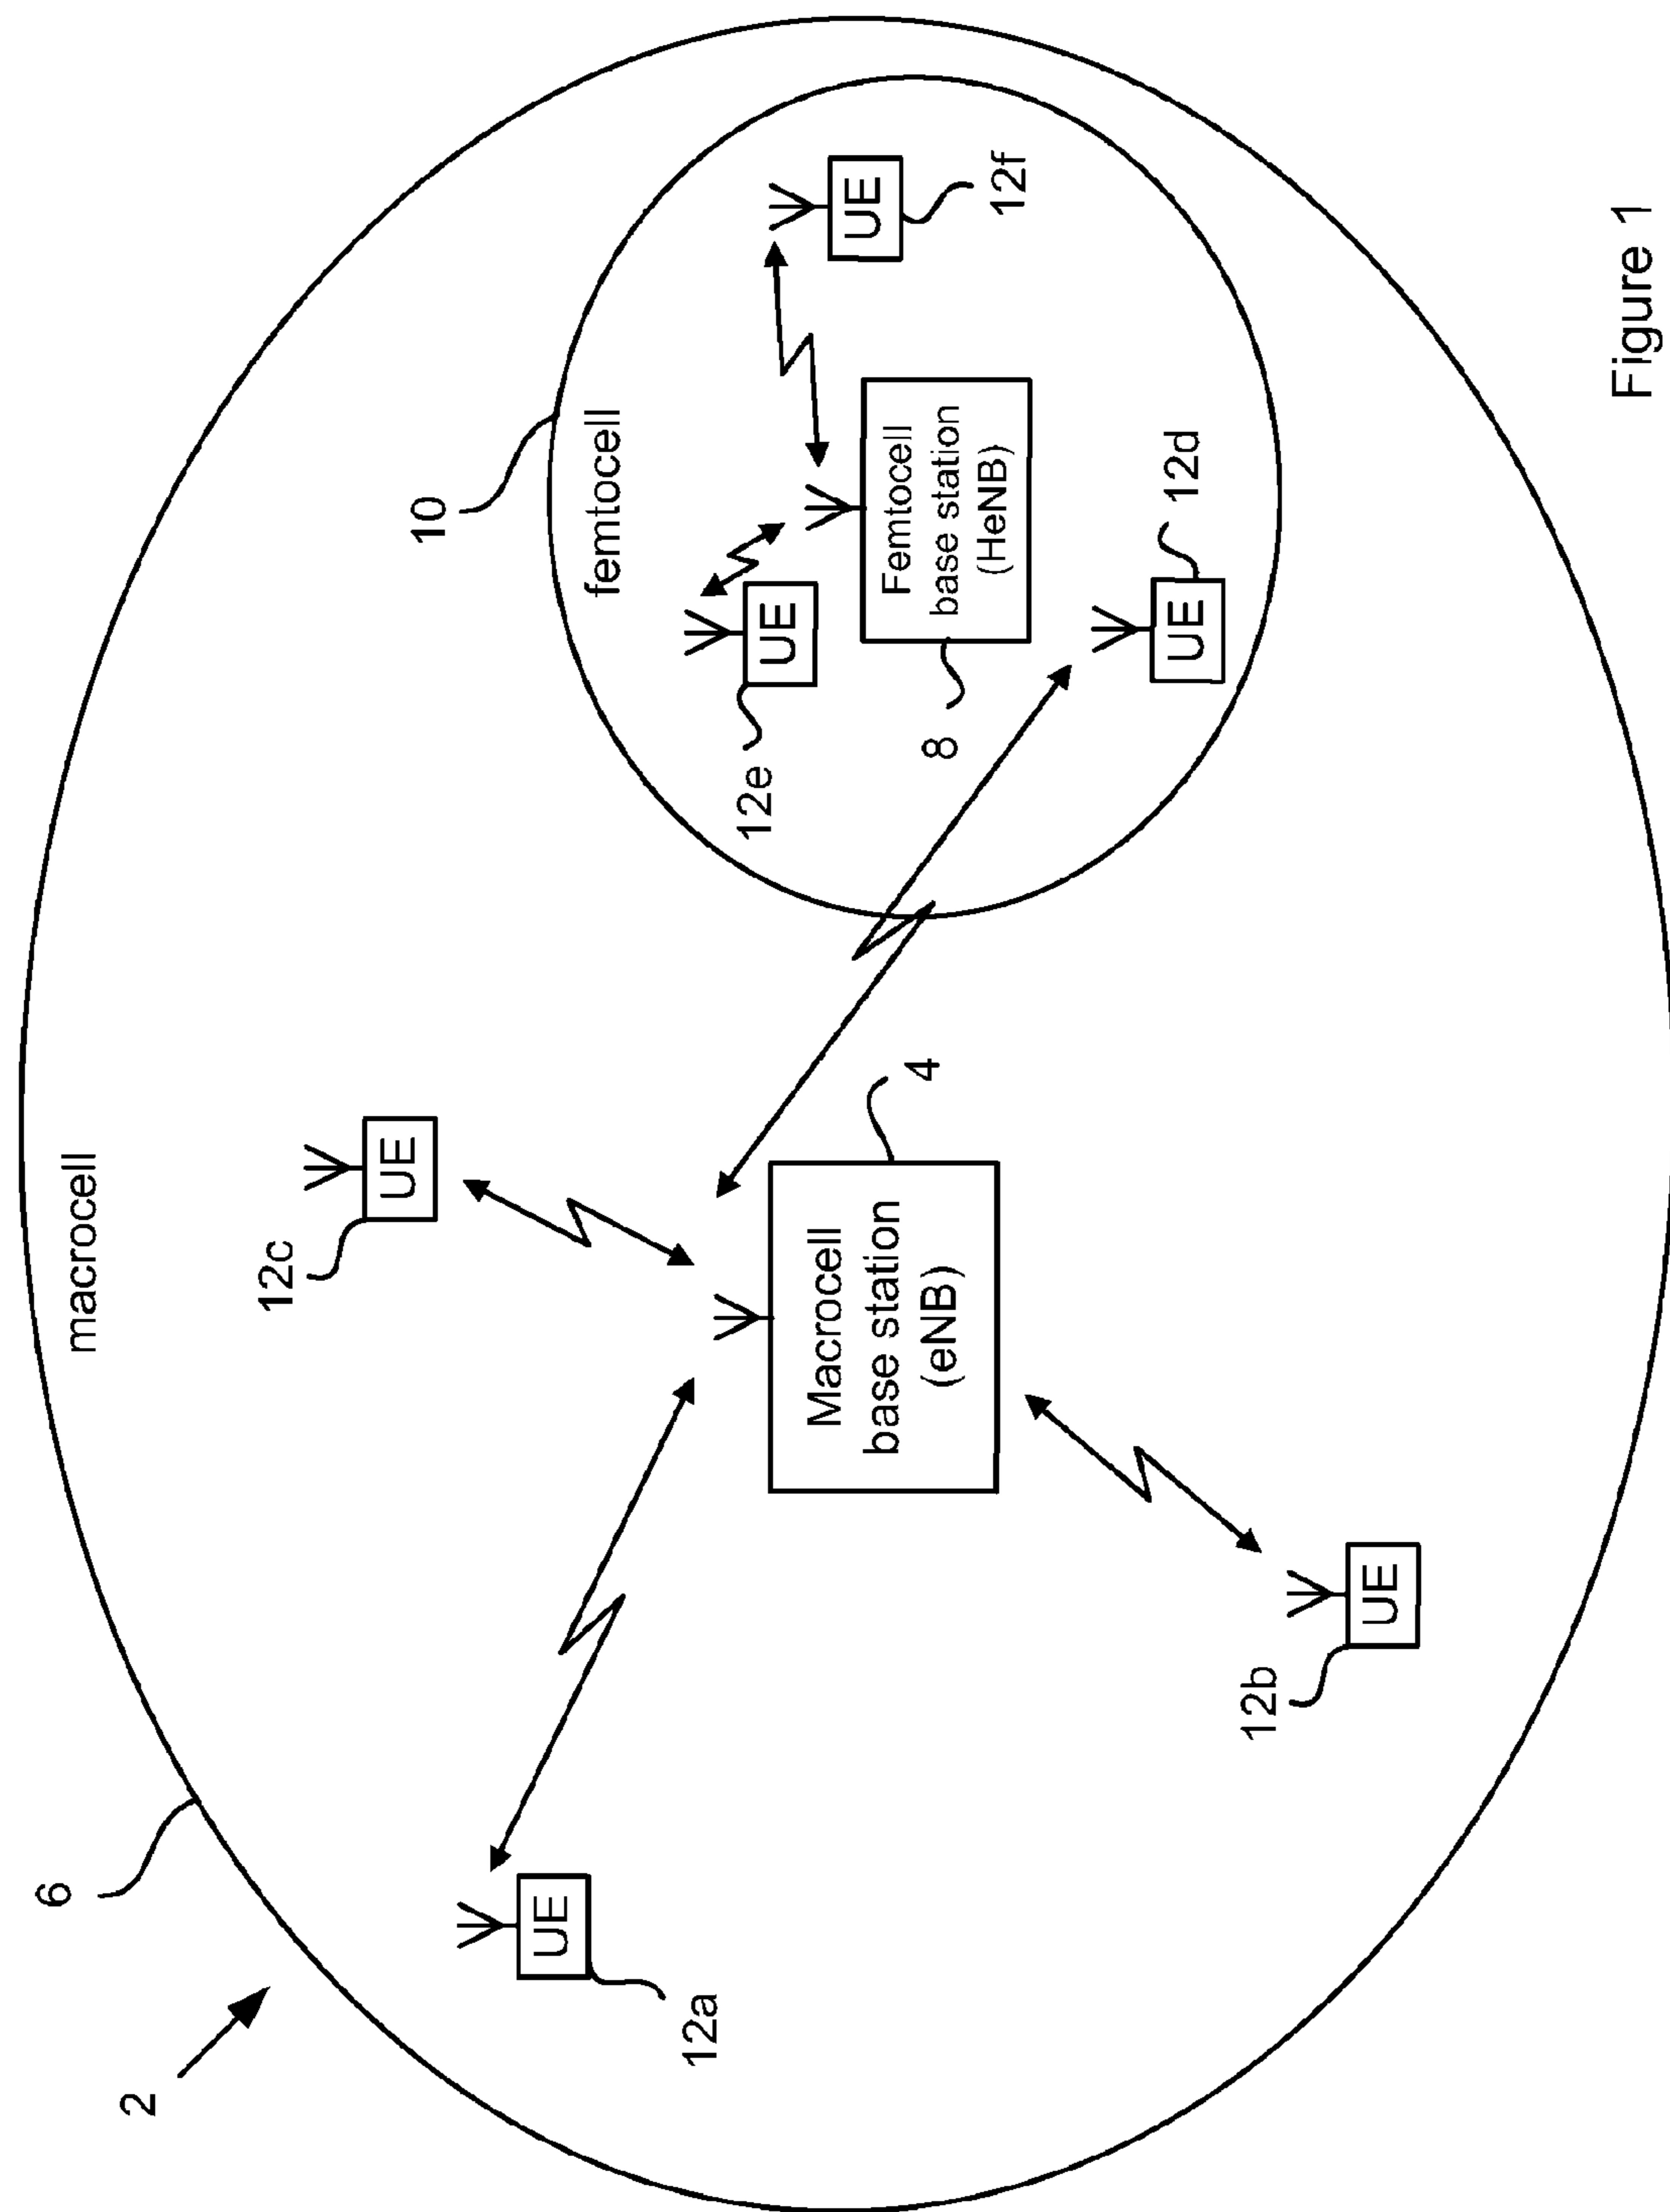 2
6
macrocell
12a
UE
12c
UE
Macrocell
base station
(eNB)
4
12b
UE
10
femtocell
12e
UE
UE
12f
Femtocell
base station
(HeNB)
8
UE
12d
Figure 1